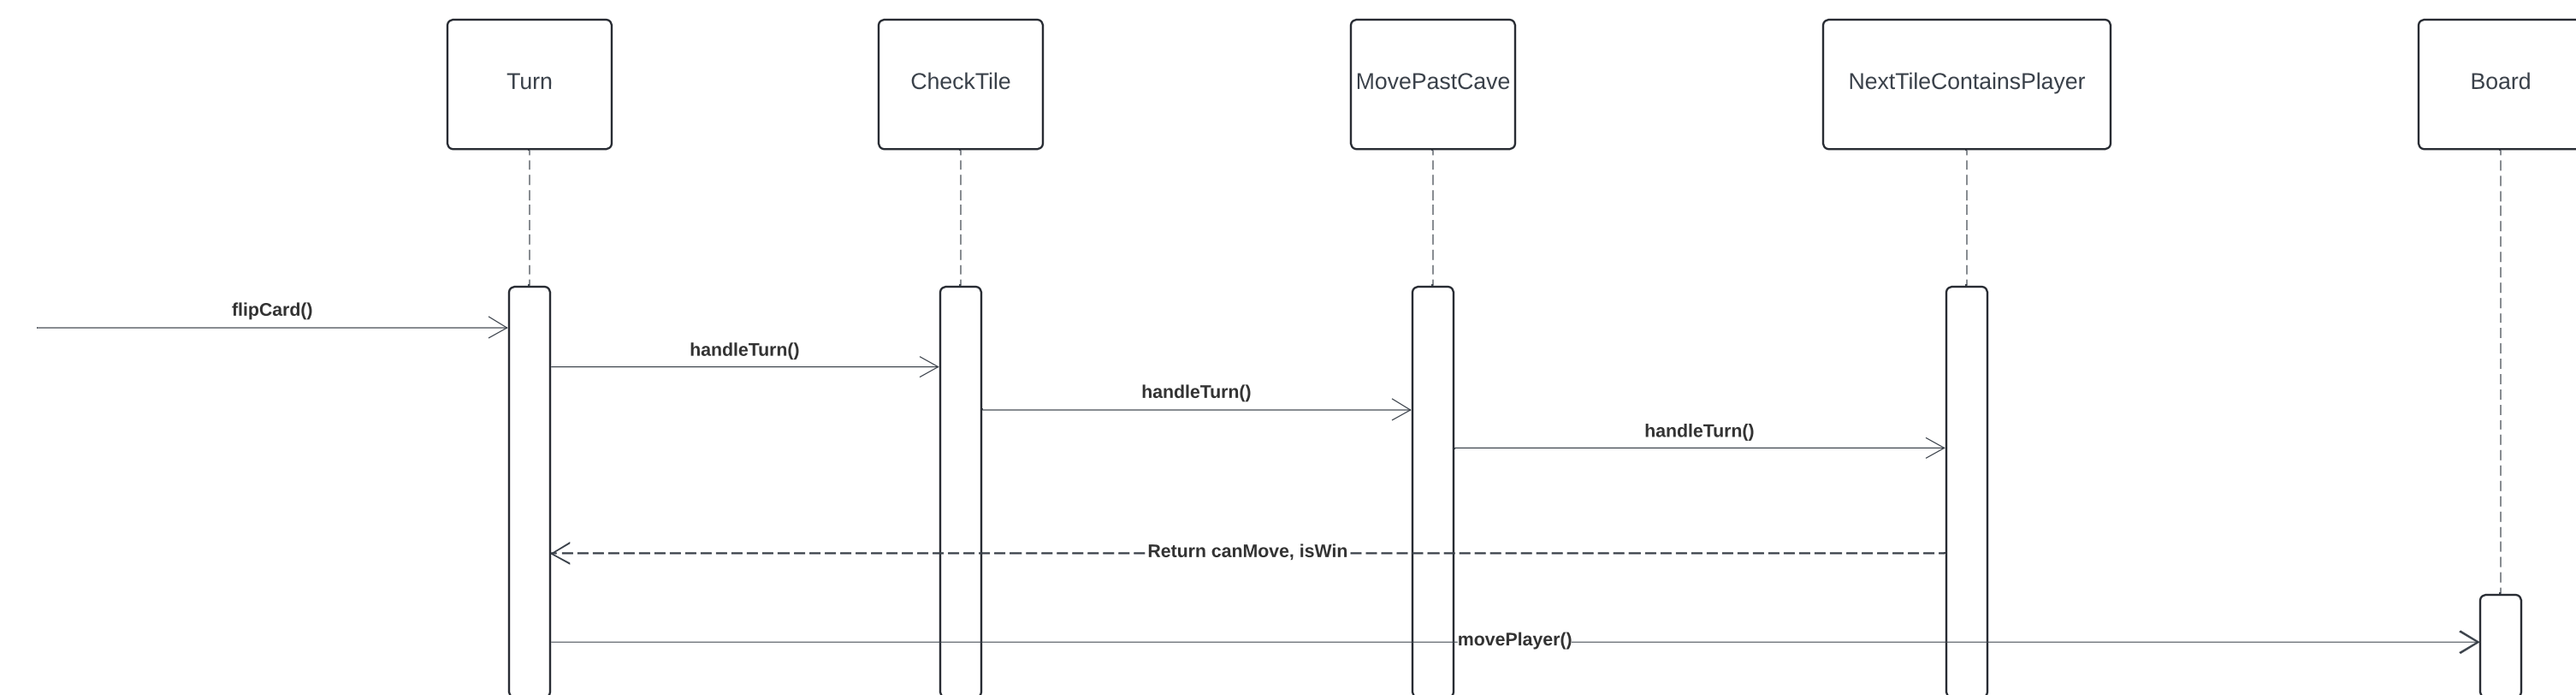 Turn
CheckTile
MovePastCave
NextTileContainsPlayer
Board
flipCard()
handleTurn()
handleTurn()
handleTurn()
Return canMove, isWin
movePlayer()